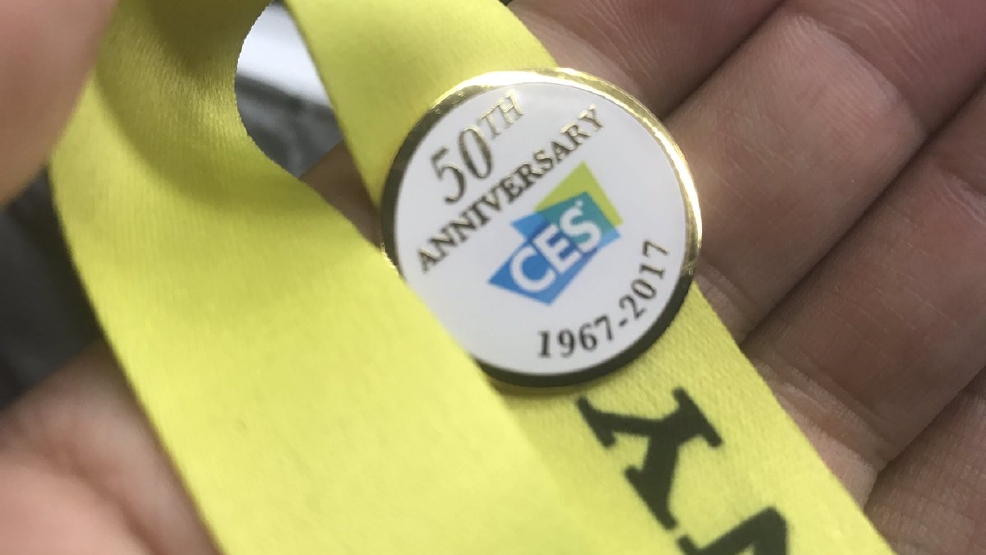 50TH
ANNIVERSARY
CES
1967-2017
K